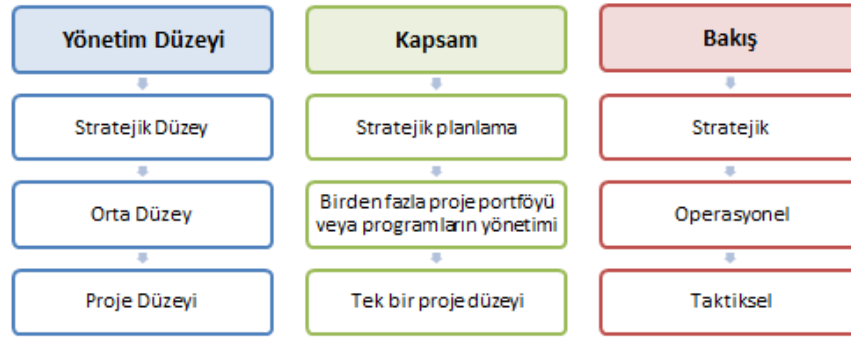 Yönetim Düzeyi
Stratejik Düzey
Orta Düzey
Proje Düzeyi
Kapsam
Stratejik planlama
Birden fazla proje portföyü
veya programların yönetimi
Tek bir proje düzeyi
Bakış
Stratejik
Operasyonel
Taktiksel